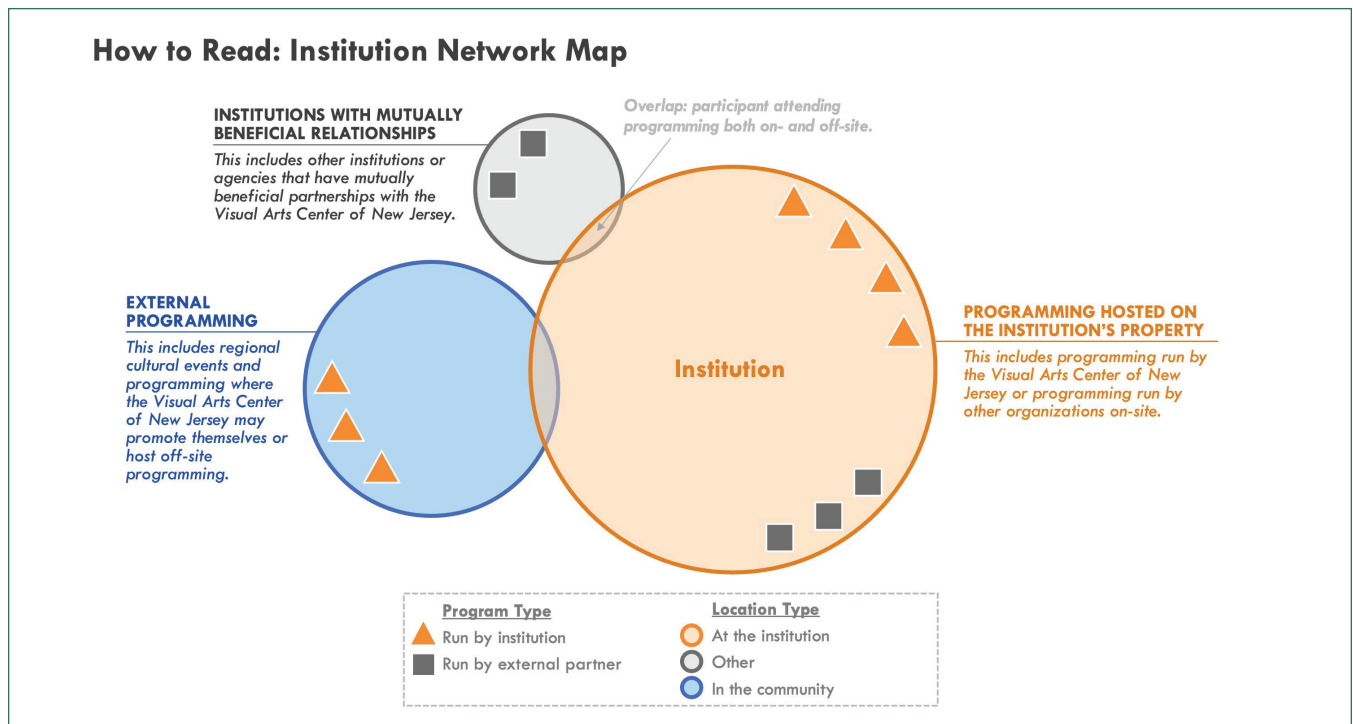 How to Read: Institution Network Map
INSTITUTIONS WITH MUTUALLY
BENEFICIAL RELATIONSHIPS
This includes other institutions or
agencies that have mutually
beneficial partnerships with the
Visual Arts Center of New Jersey.
Overlap: participant attending
programming both on- and off-site.
EXTERNAL
PROGRAMMING
This includes regional
cultural events and
programming where
the Visual Arts Center
of New Jersey may
promote themselves or
host off-site
programming.
Institution
PROGRAMMING HOSTED ON
THE INSTITUTION'S PROPERTY
This includes programming run by
the Visual Arts Center of New
Jersey or programming run by
other organizations on-site.
Program Type
Run by institution
Run by external partner
Location Type
At the institution
Other
In the community